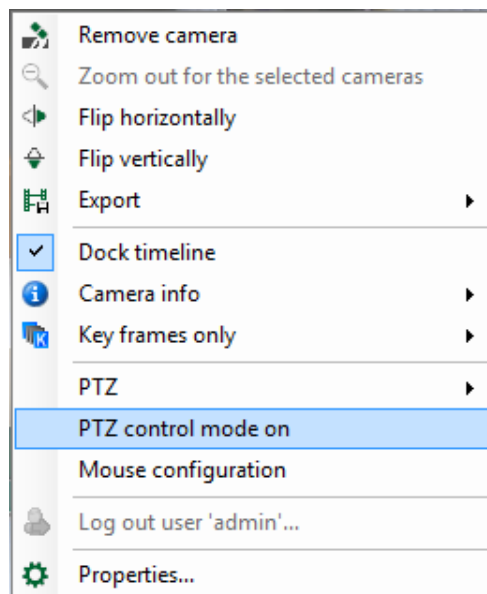 Remove camera
Zoom out for the selected cameras
Flip horizontally
Flip vertically
Export
Dock timeline
Camera info
Key frames only
PTZ
PTZ control mode on
Mouse configuration
Log out user 'admin'...
Properties...